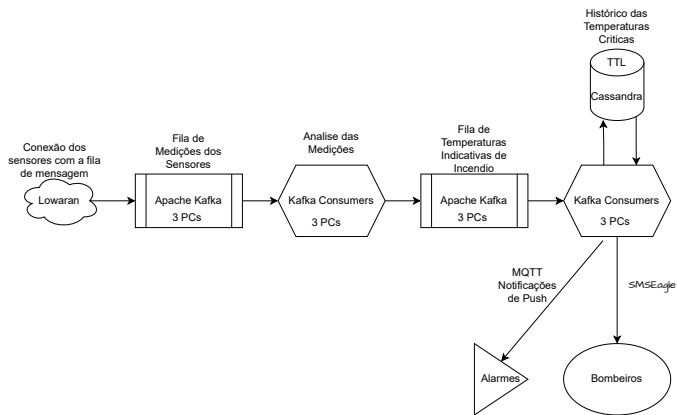 Histórico das
Temperaturas
Criticas
TTL
Cassandra
Conexão dos
sensores com a fila
de mensagem
Lowaran
Fila de
Medições dos
Sensores
Apache Kafka
3 PCs
Analise das
Medições
Kafka Consumers
3 PCs
Fila de
Temperaturas
Indicativas de
Incendio
Apache Kafka
3 PCs
Kafka Consumers
3 PCs
MQTT
Notificações
de Push
SMSEagle
Alarmes
Bombeiros